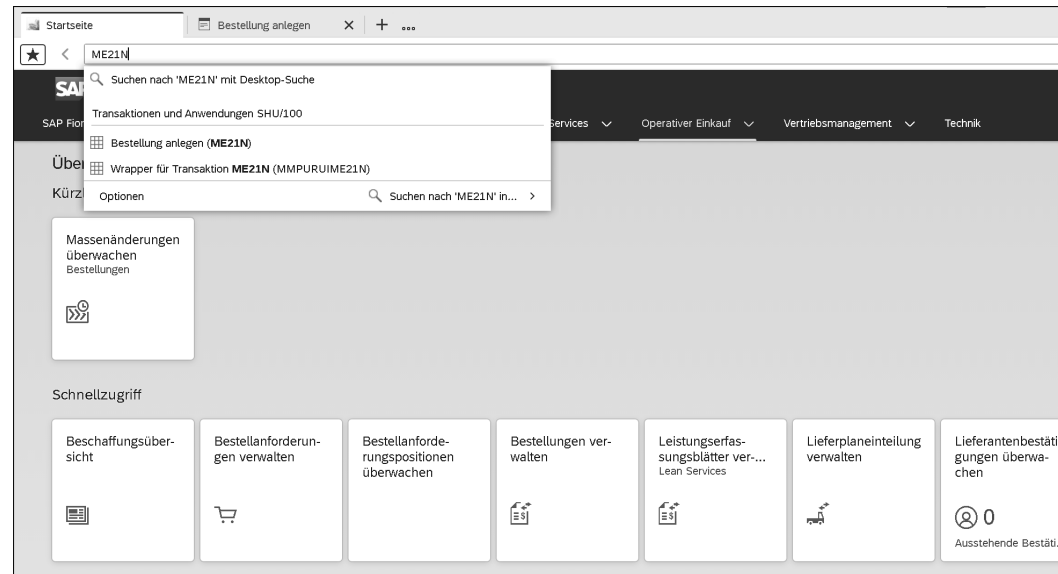 Startseite
Bestellung anlegen
ME21N
Suchen nach 'ME21N' mit Desktop-Suche
Transaktionen und Anwendungen SHU/100
Bestellung anlegen (ME21N)
Wrapper für Transaktion ME21N (MMPURUIME21N)
Optionen
Suchen nach 'ME21N' in...
SA
SAP Fior
Services
Operativer Einkauf
Vertriebsmanagement
Technik
Über
Kürz
Massenänderungen
überwachen
Bestellungen
Schnellzugriff
Beschaffungsüber-
sicht
Bestellanforderun-
gen verwalten
Bestellanforde-
rungspositionen
überwachen
Bestellungen ver-
walten
Leistungserfas-
sungsblätter ver-...
Lean Services
Lieferplaneinteilung
verwalten
Lieferantenbestäti
gungen überwa-
chen
0
Ausstehende Bestäti.